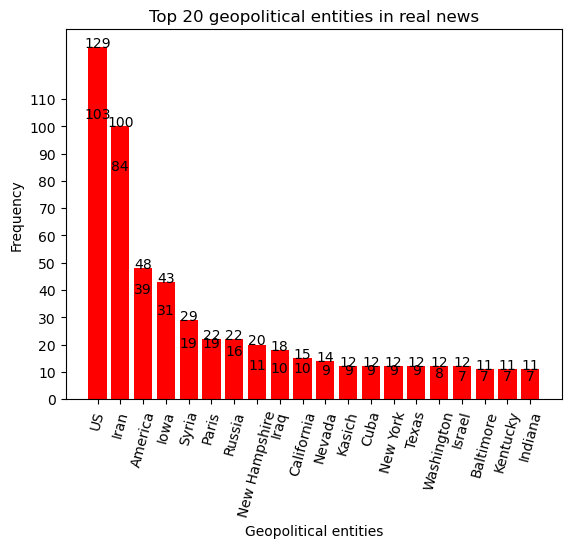 Top 20 geopolitical entities in real news
Frequency
110
100
90
80
70
60
50
40
30
20
10
0
129 100 48 43 29 22 22 20 18 15 14 12 12 12 12 12 12 11 11 11
103 84 39 31 19 19 16 11 10 10 9 9 9 9 9 8 7 7 7 7
US Iran America Iowa Syria Paris Russia New Hampshire Iraq California Nevada Kasich Cuba New York Texas Washington Israel Baltimore Kentucky Indiana
Geopolitical entities